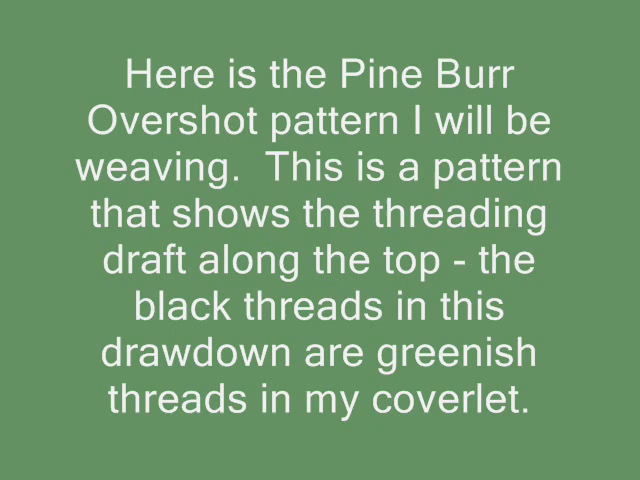 Here is the Pine Burr
Overshot pattern I will be
weaving.  This is a pattern
that shows the threading
draft along the top - the
black threads in this
drawdown are greenish
threads in my coverlet.